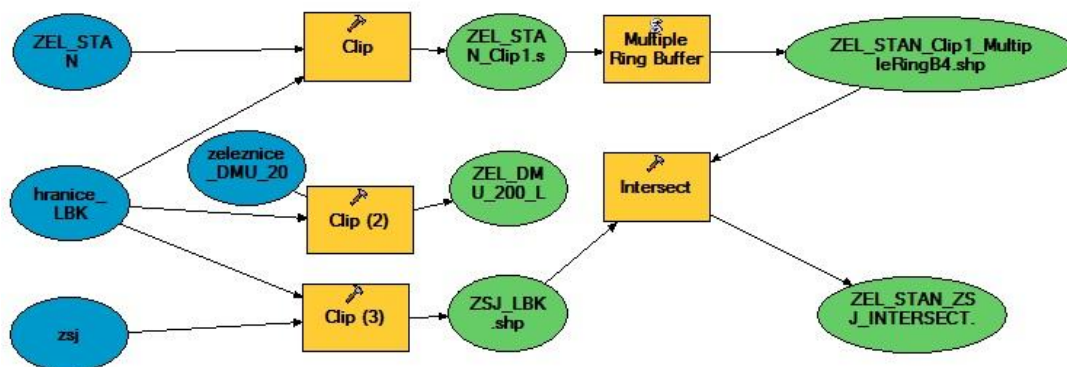 ZEL_STA
N
Clip
ZEL_STA
N_Clip1.s
Multiple
Ring Buffer
ZEL_STAN_Clip1_Multip
leRingB4.shp
hranice_
LBK
zeleznice
_DMU_20
Clip (2)
ZEL_DM
U_200_L
Intersect
zsj
Clip (3)
ZSJ_LBK
.shp
ZEL_STAN_ZS
J_INTERSECT.